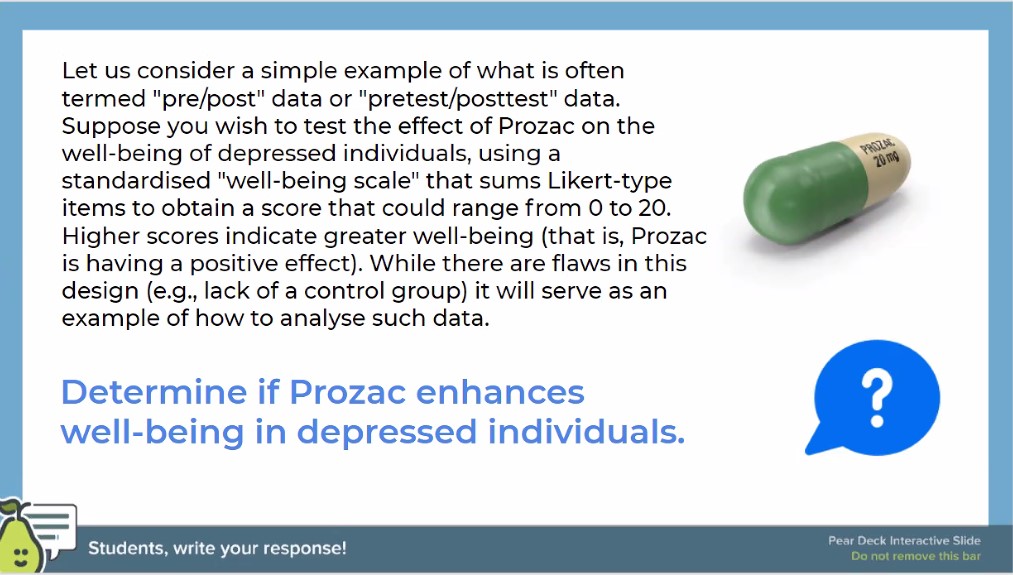 Let us consider a simple example of what is often
termed "pre/post" data or "pretest/posttest" data.
Suppose you wish to test the effect of Prozac on the
well-being of depressed individuals, using a
standardised "well-being scale" that sums Likert-type
items to obtain a score that could range from 0 to 20.
Higher scores indicate greater well-being (that is, Prozac
is having a positive effect). While there are flaws in this
design (e.g., lack of a control group) it will serve as an
example of how to analyse such data.
PROZAC
20 mg
Determine if Prozac enhances
well-being in depressed individuals.
?
Students, write your response!
Pear Deck Interactive Slide
Do not remove this bar